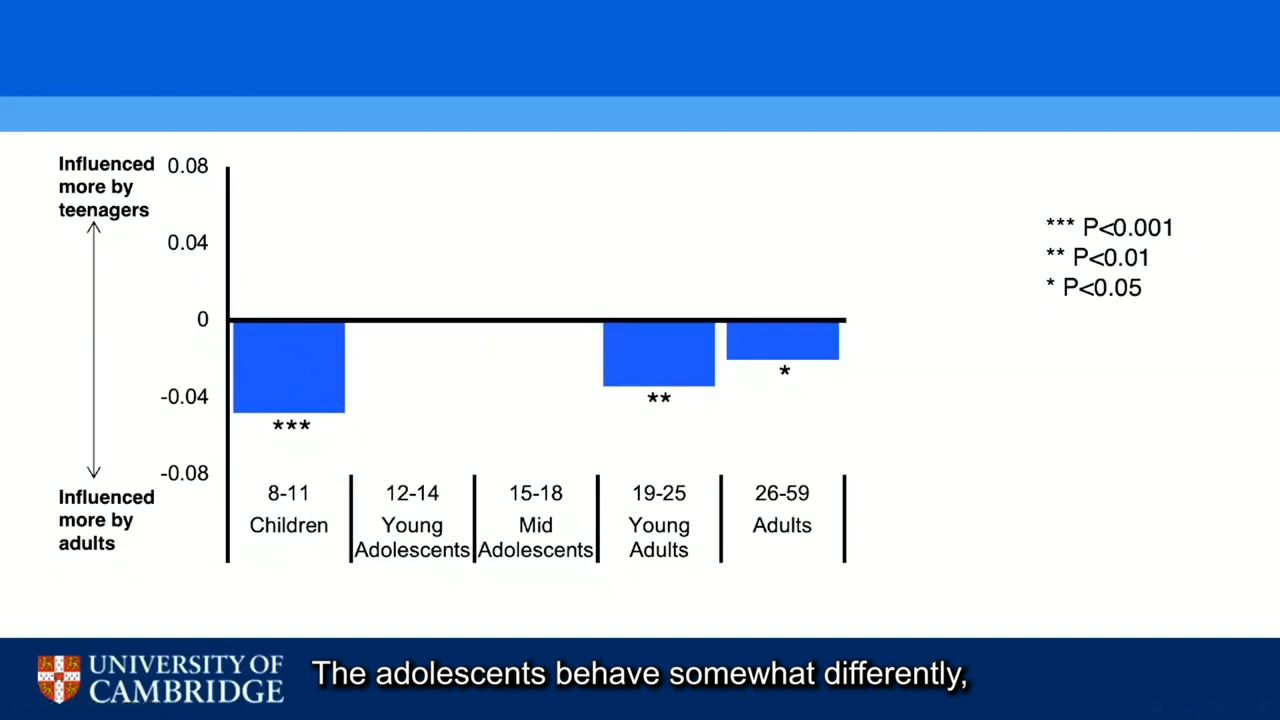 Influenced
more by
teenagers
0.08
0.04
0
-0.04
-0.08
Influenced
more by
adults
*** P<0.001
** P<0.01
* P<0.05
***
**
*
8-11
Children
12-14
Young
Adolescents
15-18
Mid
Adolescents
19-25
Young
Adults
26-59
Adults
UNIVERSITY OF
CAMBRIDGE
The adolescents behave somewhat differently,